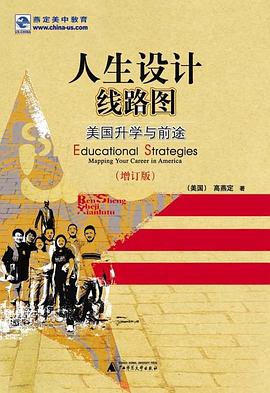 燕定美中教育
www.china-us.com
人生设计
线路图
美国升学与前途
Educational Strategies
Mapping Your Career in America
(增订版)
(美国) 高燕定 著
RenSheng
Sheji
Xianlutu
广西师范大学出版社